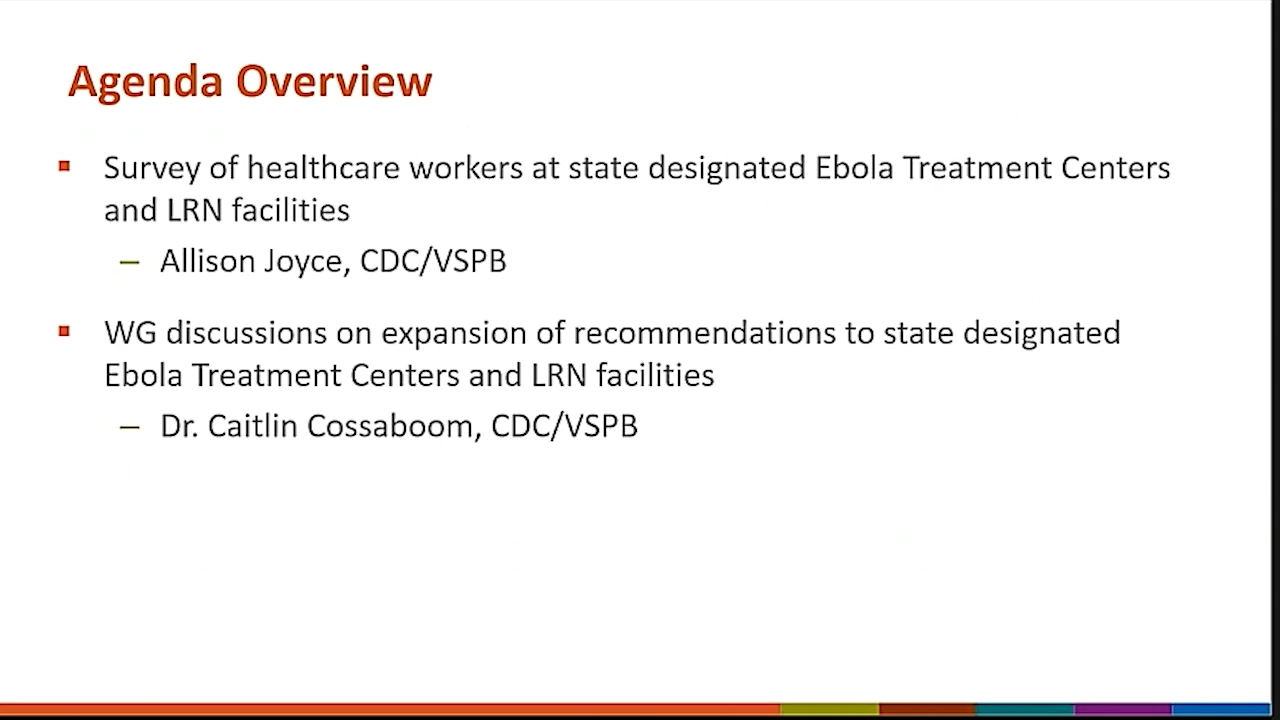 Agenda Overview
Survey of healthcare workers at state designated Ebola Treatment Centers
and LRN facilities
– Allison Joyce, CDC/VSPB
WG discussions on expansion of recommendations to state designated
Ebola Treatment Centers and LRN facilities
– Dr. Caitlin Cossaboom, CDC/VSPB